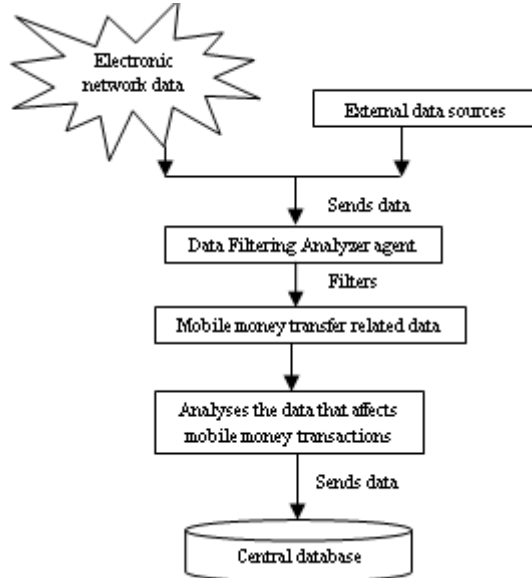 Electronic
network data
External data sources
Sends data
Data Filtering Analyzer agent
Filters
Mobile money transfer related data
Analyses the data that affects
mobile money transactions
Sends data
Central database